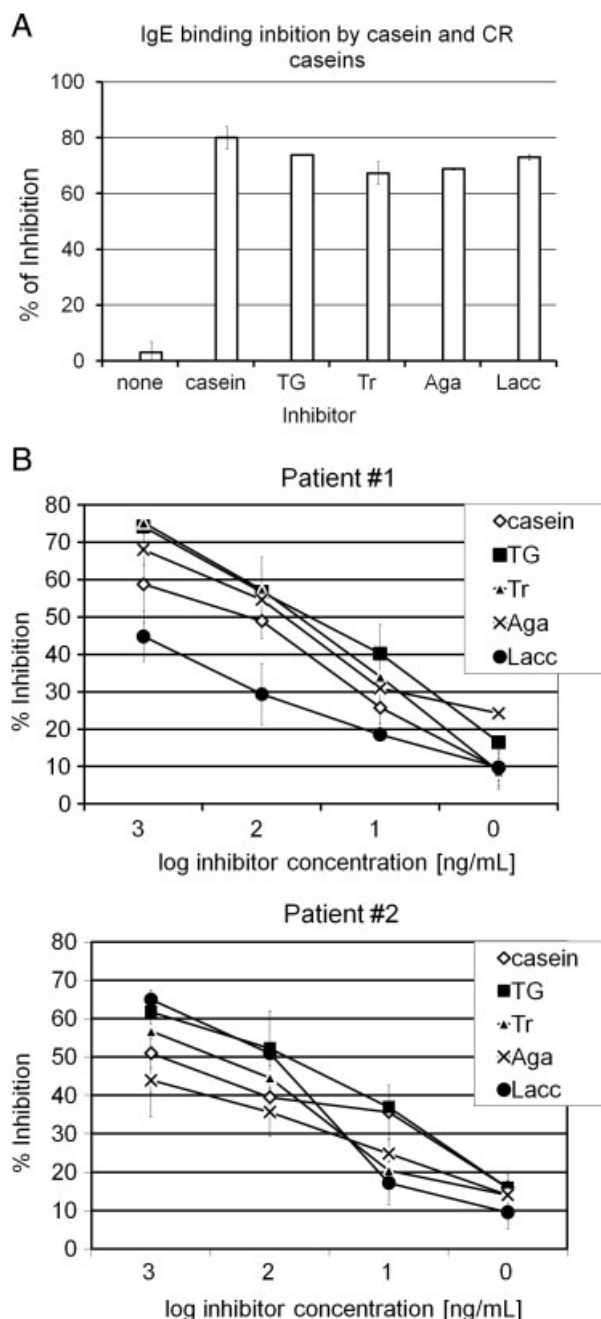 A
IgE binding inbition by casein and CR
caseins
% of Inhibition
100
80
60
40
20
0
none casein TG Tr Aga Lacc
Inhibitor
B
Patient #1
% Inhibition
80
70
60
50
40
30
20
10
0
3 2 1 0
log inhibitor concentration [ng/mL]
casein
TG
Tr
Aga
Lacc
Patient #2
% Inhibition
80
70
60
50
40
30
20
10
0
3 2 1 0
log inhibitor concentration [ng/mL]
casein
TG
Tr
Aga
Lacc